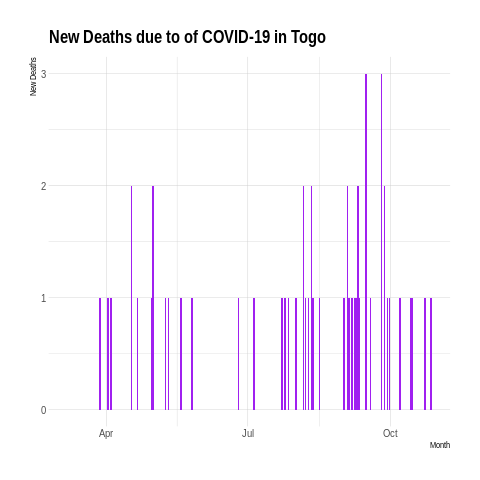 New Deaths due to of COVID-19 in Togo
New Deaths
3
2
1
0
Apr Jul Oct
Month